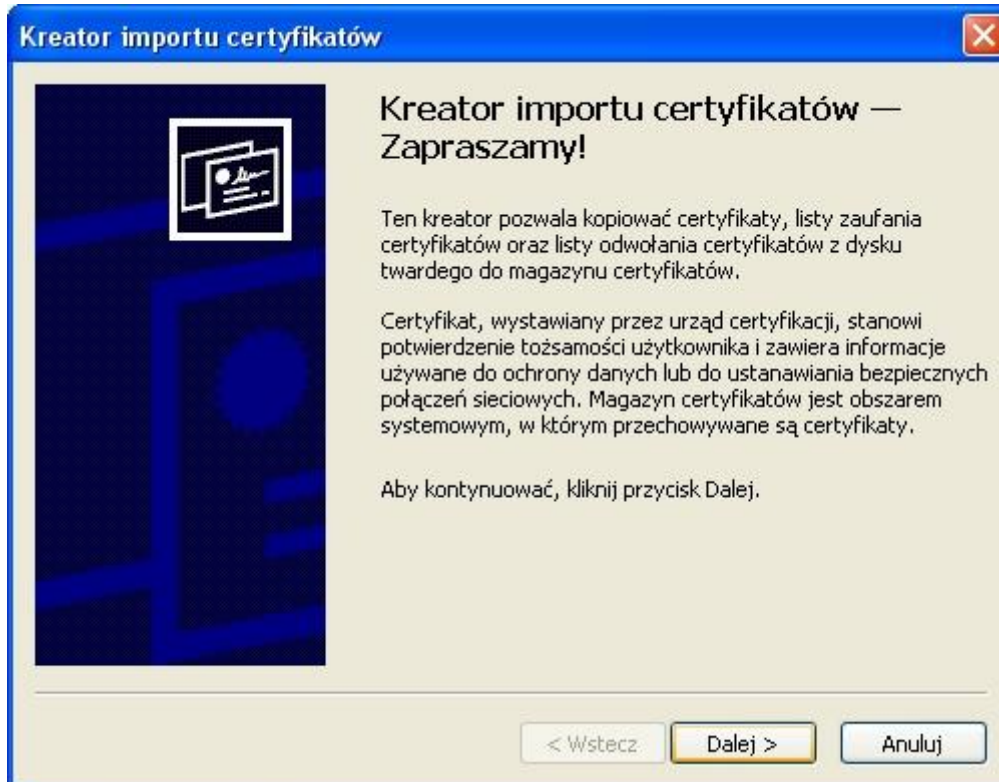 Kreator importu certyfikatów
Kreator importu certyfikatów —
Zapraszamy!
Ten kreator pozwala kopiować certyfikaty, listy zaufania
certyfikatów oraz listy odwołania certyfikatów z dysku
twardego do magazynu certyfikatów.
Certyfikat, wystawiany przez urząd certyfikacji, stanowi
potwierdzenie tożsamości użytkownika i zawiera informacje
używane do ochrony danych lub do ustanawiania bezpiecznych
połączeń sieciowych. Magazyn certyfikatów jest obszarem
systemowym, w którym przechowywane są certyfikaty.
Aby kontynuować, kliknij przycisk Dalej.
< Wstecz
Dalej >
Anuluj